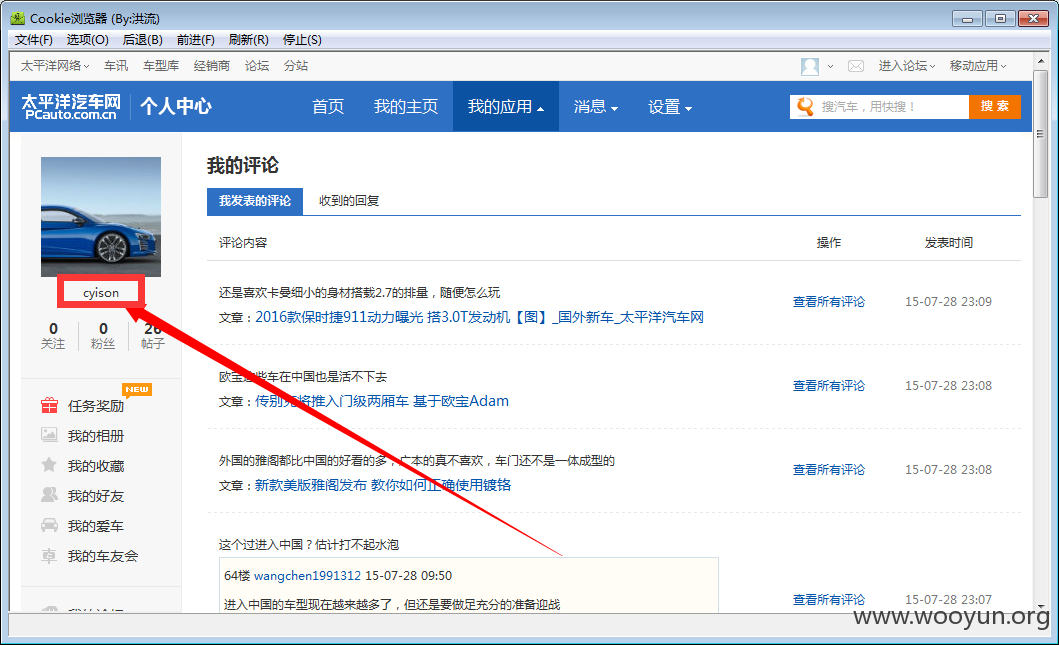 Cookie浏览器 (By:洪流)
文件(F) 选项(O) 后退(B) 前进(F) 刷新(R) 停止(S)
太平洋网络 车讯 车型库 经销商 论坛 分站 进入论坛 移动应用
太平洋汽车网
PCauto.com.cn
个人中心 首页 我的主页 我的应用 消息 设置 搜汽车，用快搜！ 搜 索
我的评论
我发表的评论 收到的回复
评论内容 操作 发表时间
cyison
0 0 26
关注 粉丝 帖子
NEW
任务奖励
我的相册
我的收藏
我的好友
我的爱车
我的车友会
还是喜欢卡曼细小的身材搭载2.7的排量，随便怎么玩
文章：2016款保时捷911动力曝光 搭3.0T发动机【图】_国外新车_太平洋汽车网
查看所有评论 15-07-28 23:09
欧宝这些车在中国也是活不下去
文章：传别克将推入门级两厢车 基于欧宝Adam
查看所有评论 15-07-28 23:08
外国的雅阁都比中国的好看的多，广本的真不喜欢，车门还不是一体成型的
文章：新款美版雅阁发布 教你如何正确使用镀铬
查看所有评论 15-07-28 23:08
这个过进入中国？估计打不起水泡
64楼 wangchen1991312 15-07-28 09:50
进入中国的车型现在越来越多了，但还是要做足充分的准备迎战
查看所有评论 15-07-28 23:07
www.wooyun.org